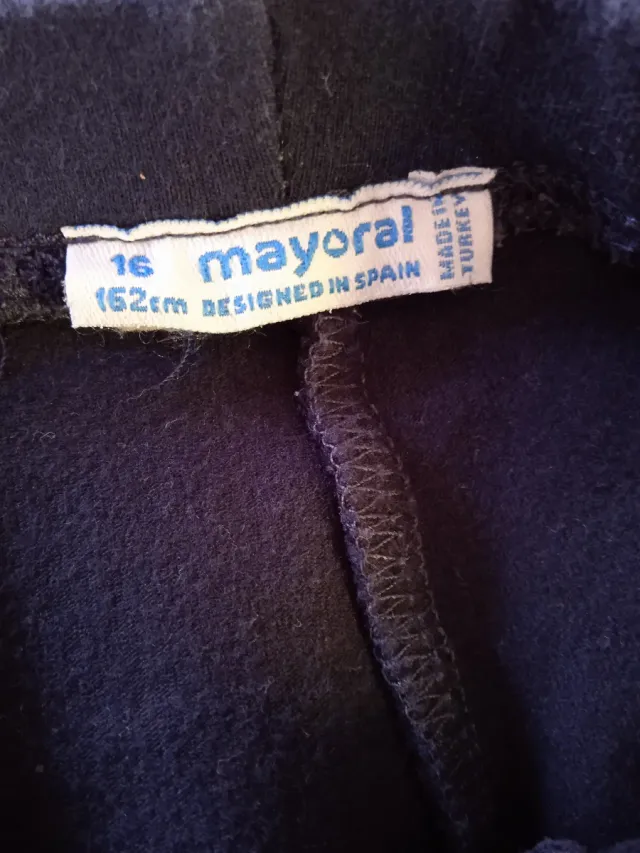 16 mayoral
162cm DESIGNED IN SPAIN
MADE IN
TURKEY